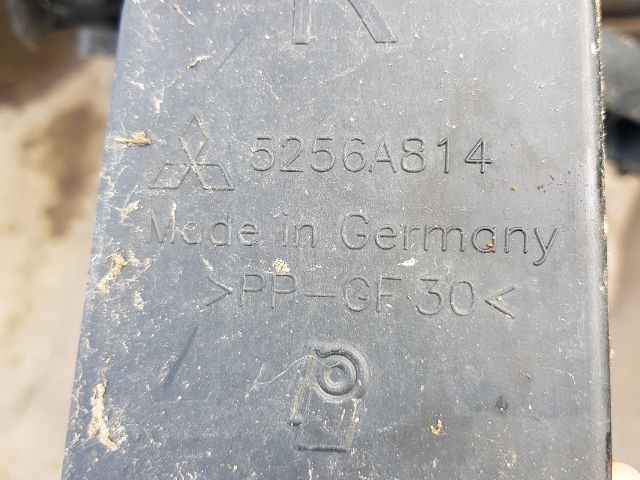 R
5256A814
Made in Germany
>PP-GF30<